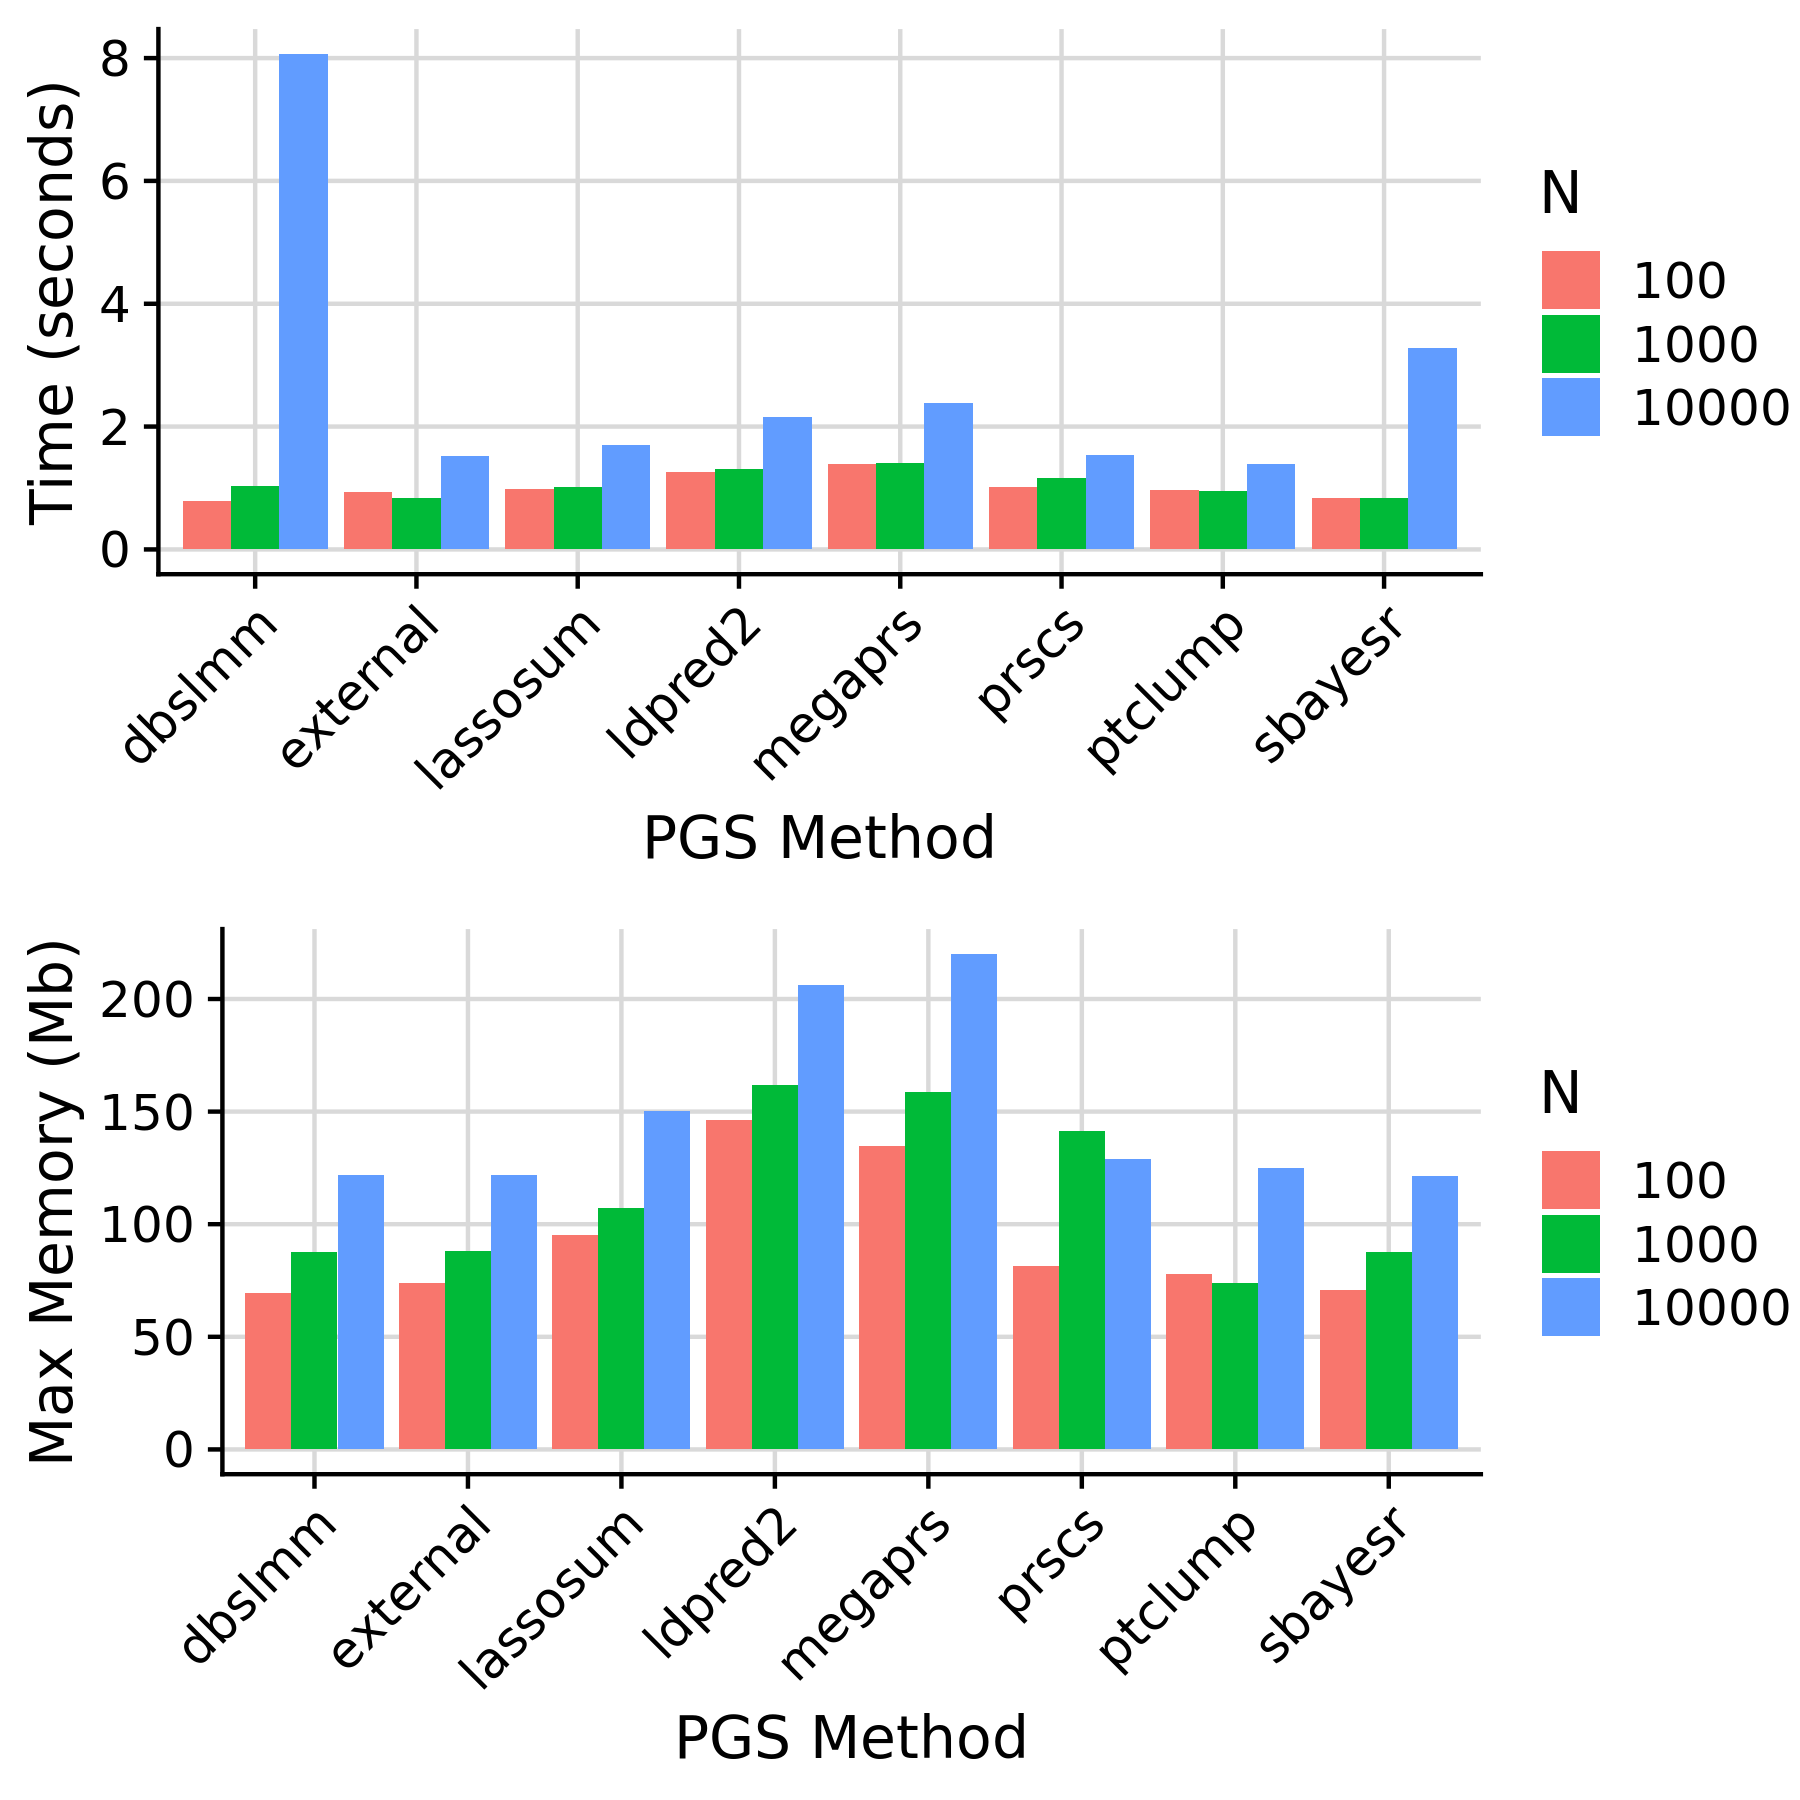 Time (seconds)
8
6
4
2
0
dbslmm
external
lassosum
ldpred2
megaprs
prscs
ptclump
sbayesr
PGS Method
N
100
1000
10000
Max Memory (Mb)
200
150
100
50
0
dbslmm
external
lassosum
ldpred2
megaprs
prscs
ptclump
sbayesr
PGS Method
N
100
1000
10000